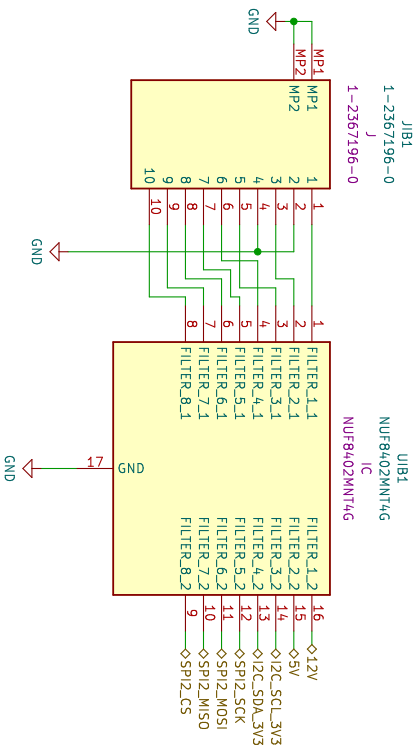 GND
MP1
MP2
MP1
MP2
JIB1
1-2367196-0
J
1-2367196-0
10
9
8
7
6
5
4
3
2
1
10
9
8
7
6
5
4
3
2
1
GND
8
7
6
5
4
3
2
1
FILTER_8_1
FILTER_7_1
FILTER_6_1
FILTER_5_1
FILTER_4_1
FILTER_3_1
FILTER_2_1
FILTER_1_1
UIB1
NUF8402MNT4G
IC
NUF8402MNT4G
GND
17
GND
FILTER_8_2
FILTER_7_2
FILTER_6_2
FILTER_5_2
FILTER_4_2
FILTER_3_2
FILTER_2_2
FILTER_1_2
9
10
11
12
13
14
15
16
SPI2_CS
SPI2_MISO
SPI2_MOSI
SPI2_SCK
I2C_SDA_3V3
I2C_SCL_3V3
5V
12V